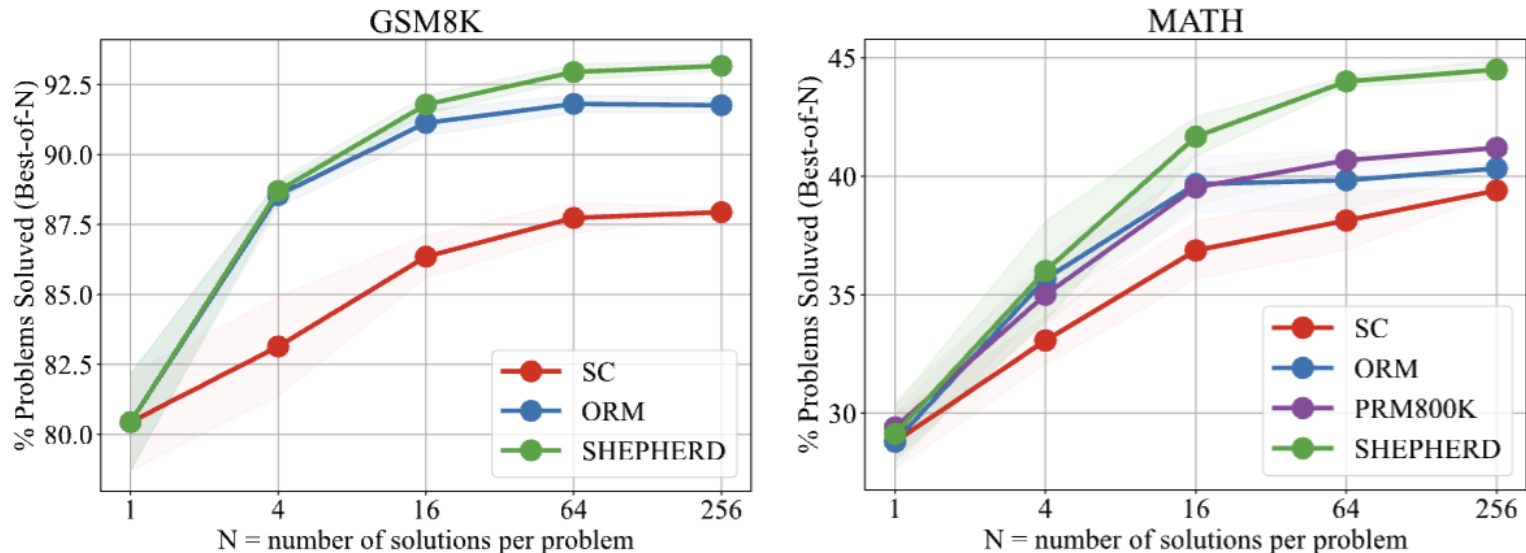 GSM8K
% Problems Soluved (Best-of-N)
92.5
90.0
87.5
85.0
82.5
80.0
SC
ORM
SHEPHERD
1 4 16 64 256
N = number of solutions per problem
MATH
% Problems Soluved (Best-of-N)
45
40
35
30
SC
ORM
PRM800K
SHEPHERD
1 4 16 64 256
N = number of solutions per problem